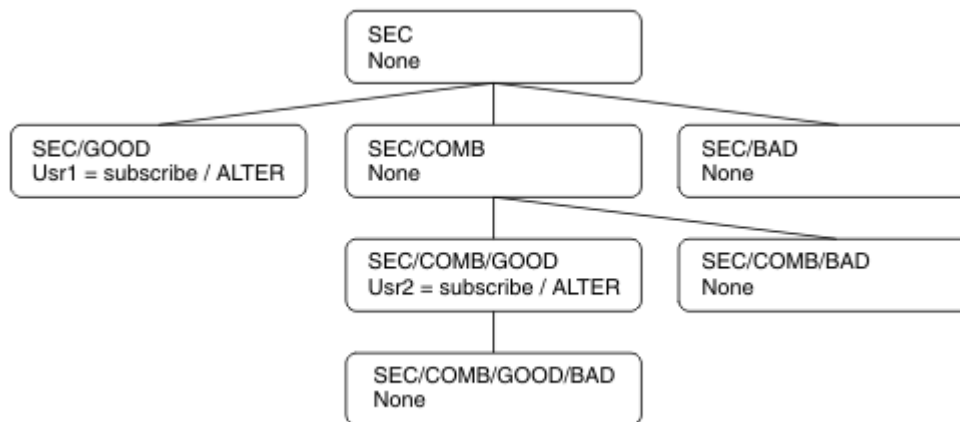 SEC
None
SEC/GOOD
Usr1 = subscribe / ALTER
SEC/COMB
None
SEC/BAD
None
SEC/COMB/GOOD
Usr2 = subscribe / ALTER
SEC/COMB/BAD
None
SEC/COMB/GOOD/BAD
None